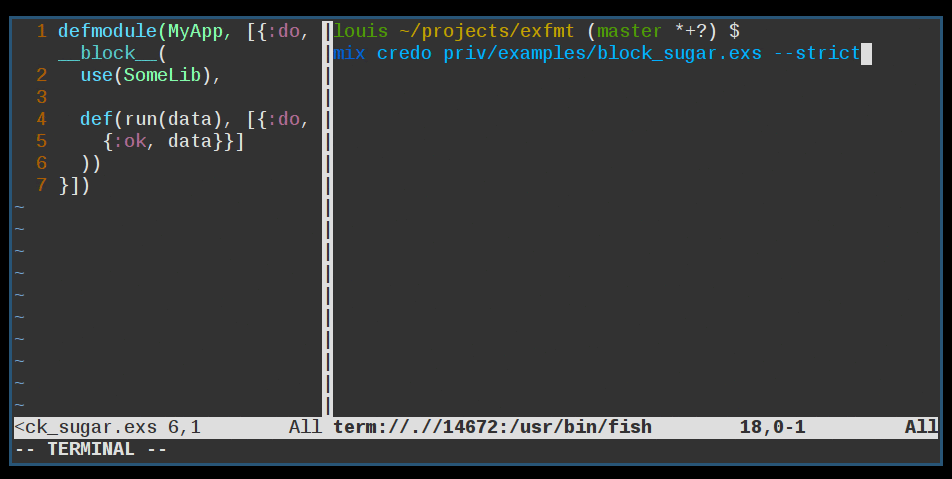 1 defmodule(MyApp, [{:do,
__block__(
2 use(SomeLib),
3
4 def(run(data), [{:do,
5 {:ok, data}}]
6 ))
7 }])
~
~
~
~
~
~
~
~
~
~
louis ~/projects/exfmt (master *+?) $
mix credo priv/examples/block_sugar.exs --strict
<ck_sugar.exs 6,1 All
term://.//14672:/usr/bin/fish 18,0-1 All
-- TERMINAL --